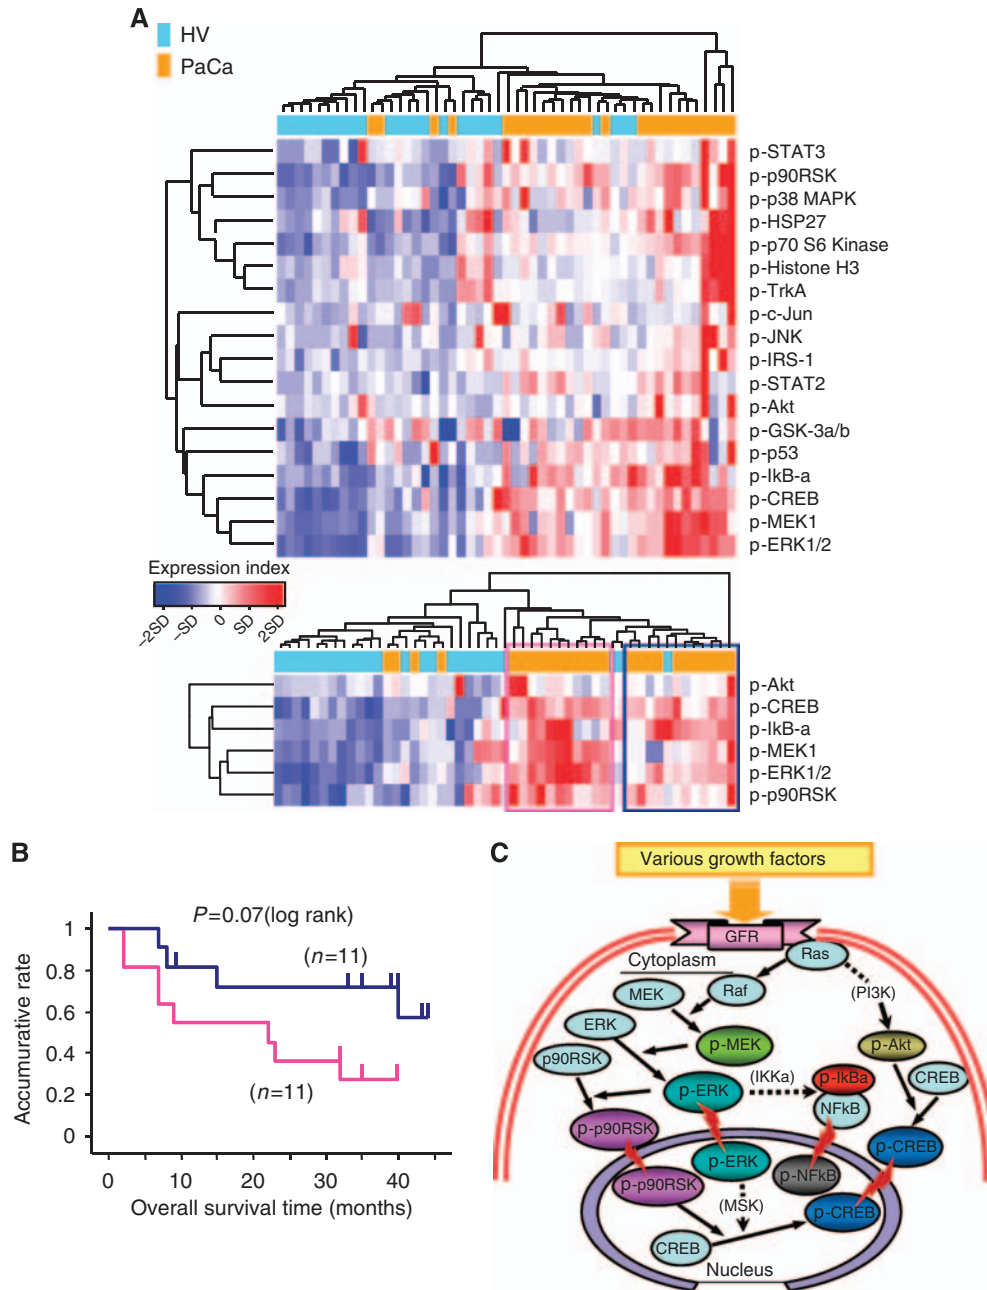 A
HV
PaCa
p-STAT3
p-p90RSK
p-p38 MAPK
p-HSP27
p-p70 S6 Kinase
p-Histone H3
p-TrkA
p-c-Jun
p-JNK
p-IRS-1
p-STAT2
p-Akt
p-GSK-3a/b
p-p53
p-IkB-a
p-CREB
p-MEK1
p-ERK1/2
Expression index
-2SD -SD 0 SD 2SD
p-Akt
p-CREB
p-IkB-a
p-MEK1
p-ERK1/2
p-p90RSK
B
P=0.07(log rank)
(n=11)
(n=11)
Accumurative rate
1
0.8
0.6
0.4
0.2
0
0 10 20 30 40
Overall survival time (months)
C
Various growth factors
GFR
Cytoplasm
Ras
MEK
Raf
(PI3K)
ERK
p-MEK
p-Akt
p90RSK
(IKKa)
p-IkBa
CREB
p-ERK
NFkB
p-p90RSK
p-CREB
p-ERK
p-NFkB
p-p90RSK
(MSK)
p-CREB
CREB
Nucleus